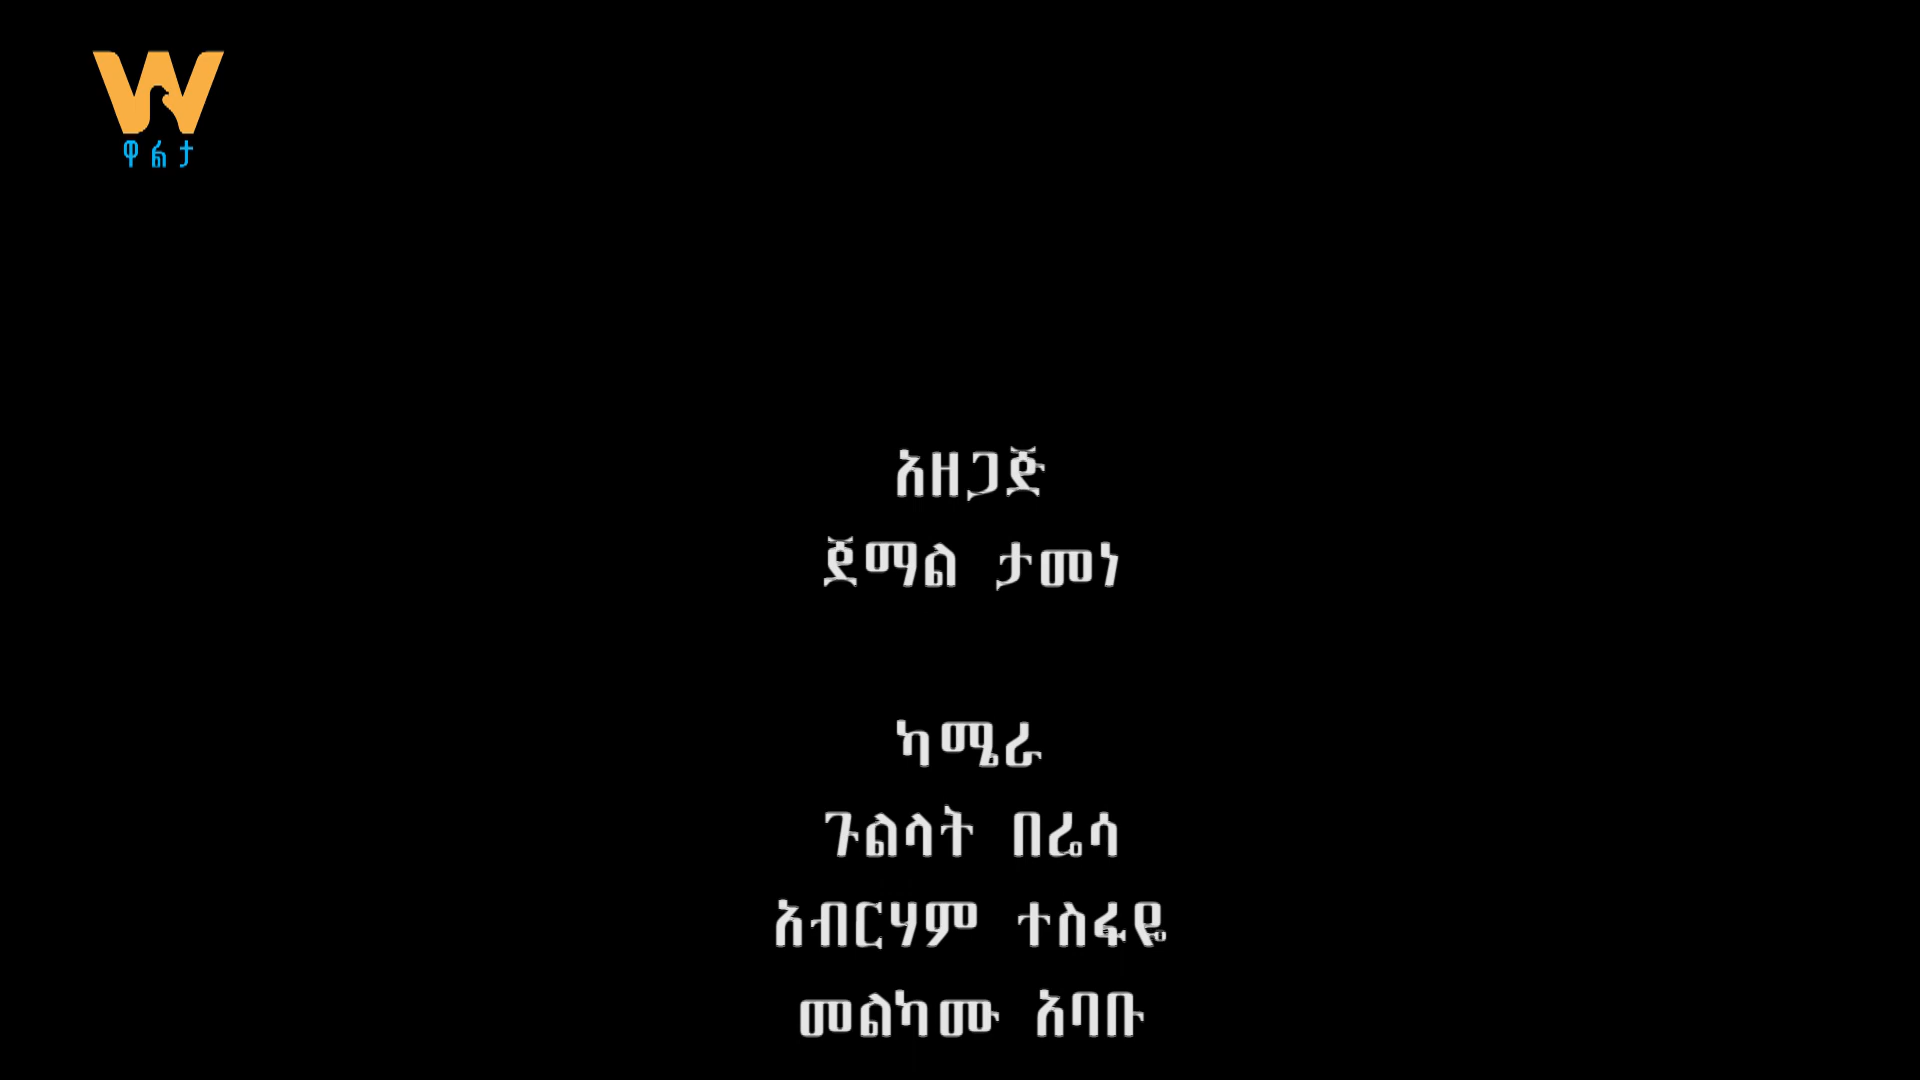 ዋልታ
አዘጋጅ
ጀማል ታመነ
ካሜራ
ጉልላት በሬሳ
አብርሃም ተስፋዬ
መልካሙ አባቡ